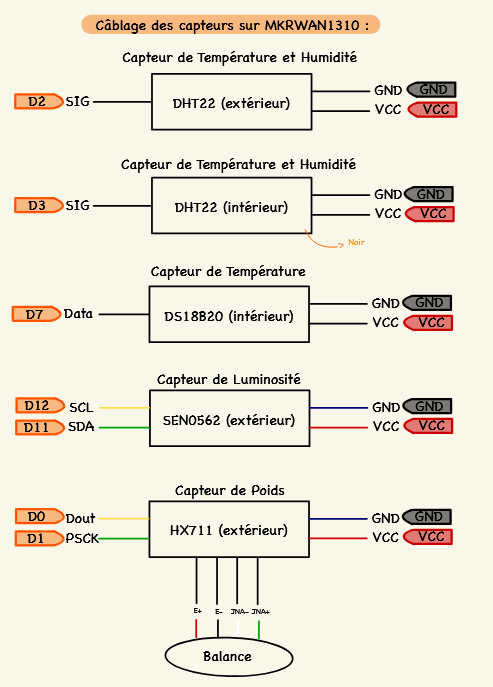 Câblage des capteurs sur MKRWAN1310 :
Capteur de Température et Humidité
D2 SIG DHT22 (extérieur) GND GND
VCC VCC
Capteur de Température et Humidité
D3 SIG DHT22 (intérieur) GND GND
VCC VCC
Noir
Capteur de Température
D7 Data DS18B20 (intérieur) GND GND
VCC VCC
Capteur de Luminosité
D12 SCL SEN0562 (extérieur) GND GND
D11 SDA VCC VCC
Capteur de Poids
D0 Dout HX711 (extérieur) GND GND
D1 PSCK VCC VCC
E+ E- INA- INA+
Balance